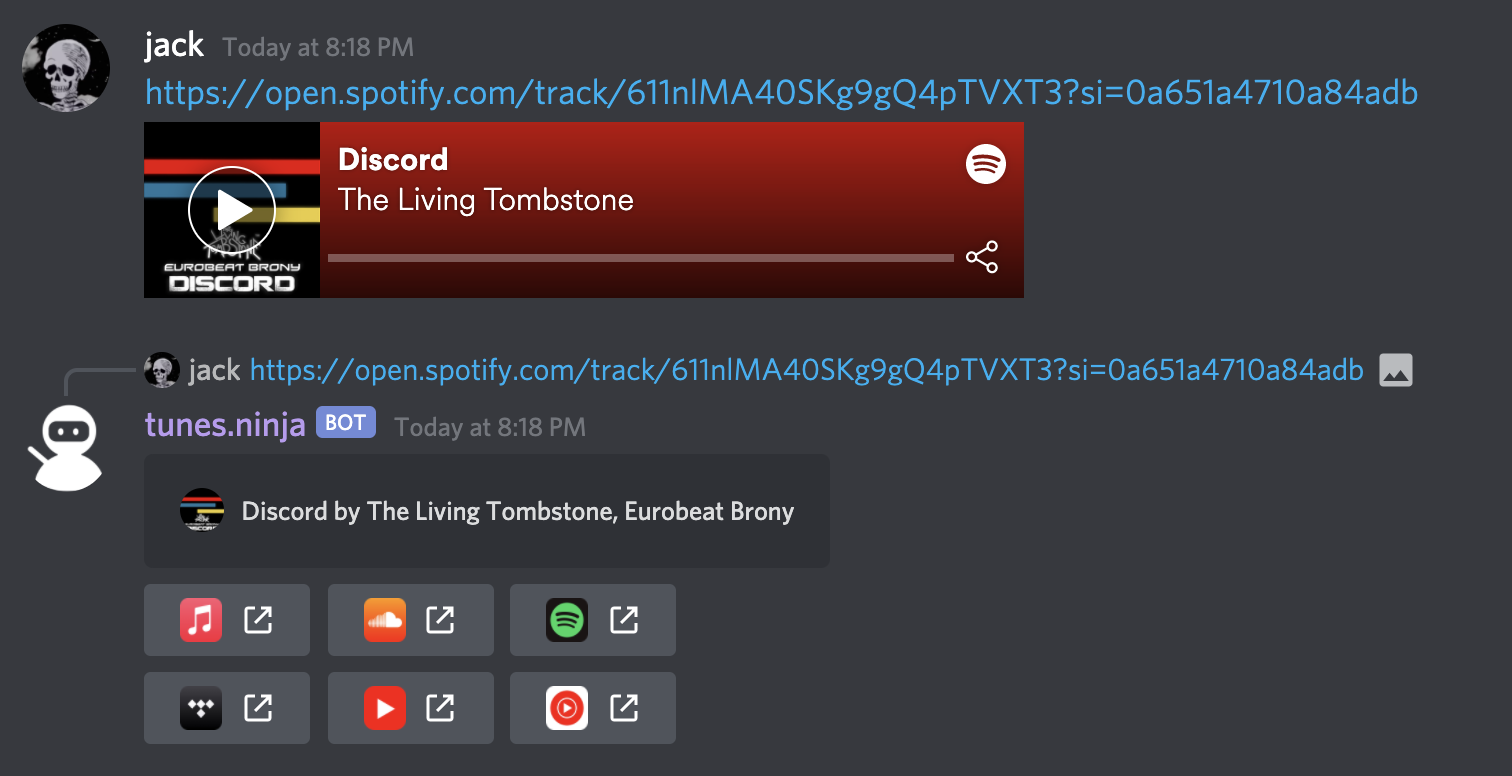 jack Today at 8:18 PM
https://open.spotify.com/track/611nlMA40SKg9gQ4pTVXT3?si=0a651a4710a84adb
Discord
The Living Tombstone
EUROBEAT BRONY
DISCORD
jack https://open.spotify.com/track/611nlMA40SKg9gQ4pTVXT3?si=0a651a4710a84adb
tunes.ninja BOT Today at 8:18 PM
Discord by The Living Tombstone, Eurobeat Brony